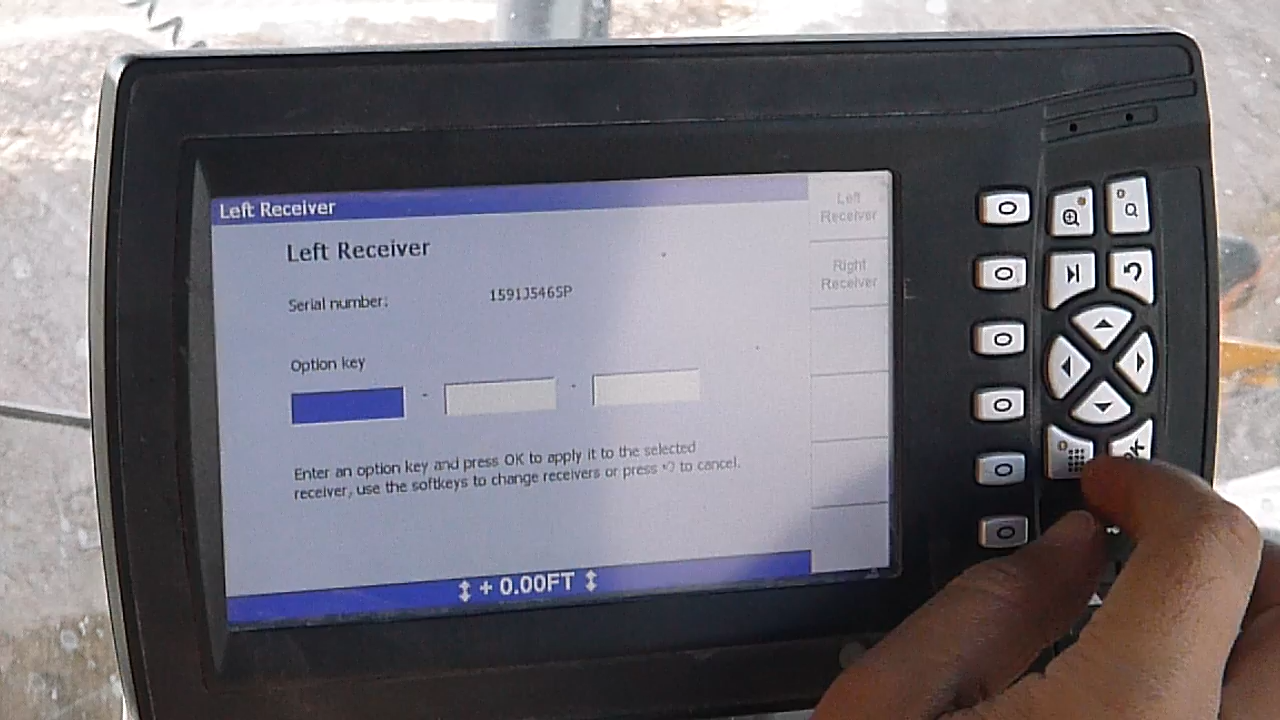 Left Receiver
Left Receiver
Left Receiver
Serial number: 1591J546SP
Right Receiver
Option key
- -
Enter an option key and press OK to apply it to the selected
receiver, use the softkeys to change receivers or press to cancel.
+ 0.00FT